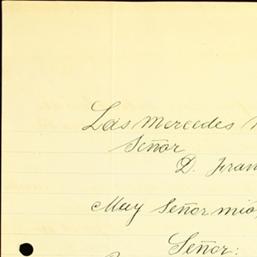 Las Mercedes
Señor
D. Fran
Muy Señor mio,
Señor: